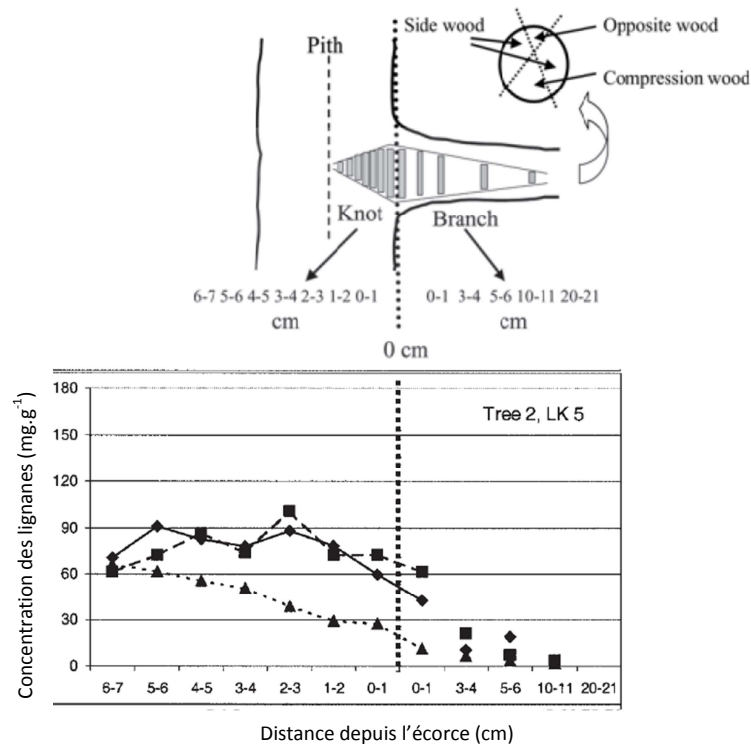 Side wood
Opposite wood
Pith
Compression wood
Knot
Branch
6-7 5-6 4-5 3-4 2-3 1-2 0-1
0-1 3-4 5-6 10-11 20-21
cm
cm
0 cm
Concentration des lignanes (mg.g⁻¹)
180
Tree 2, LK 5
150
120
90
60
30
0
6-7 5-6 4-5 3-4 2-3 1-2 0-1 0-1 3-4 5-6 10-11 20-21
Distance depuis l'écorce (cm)